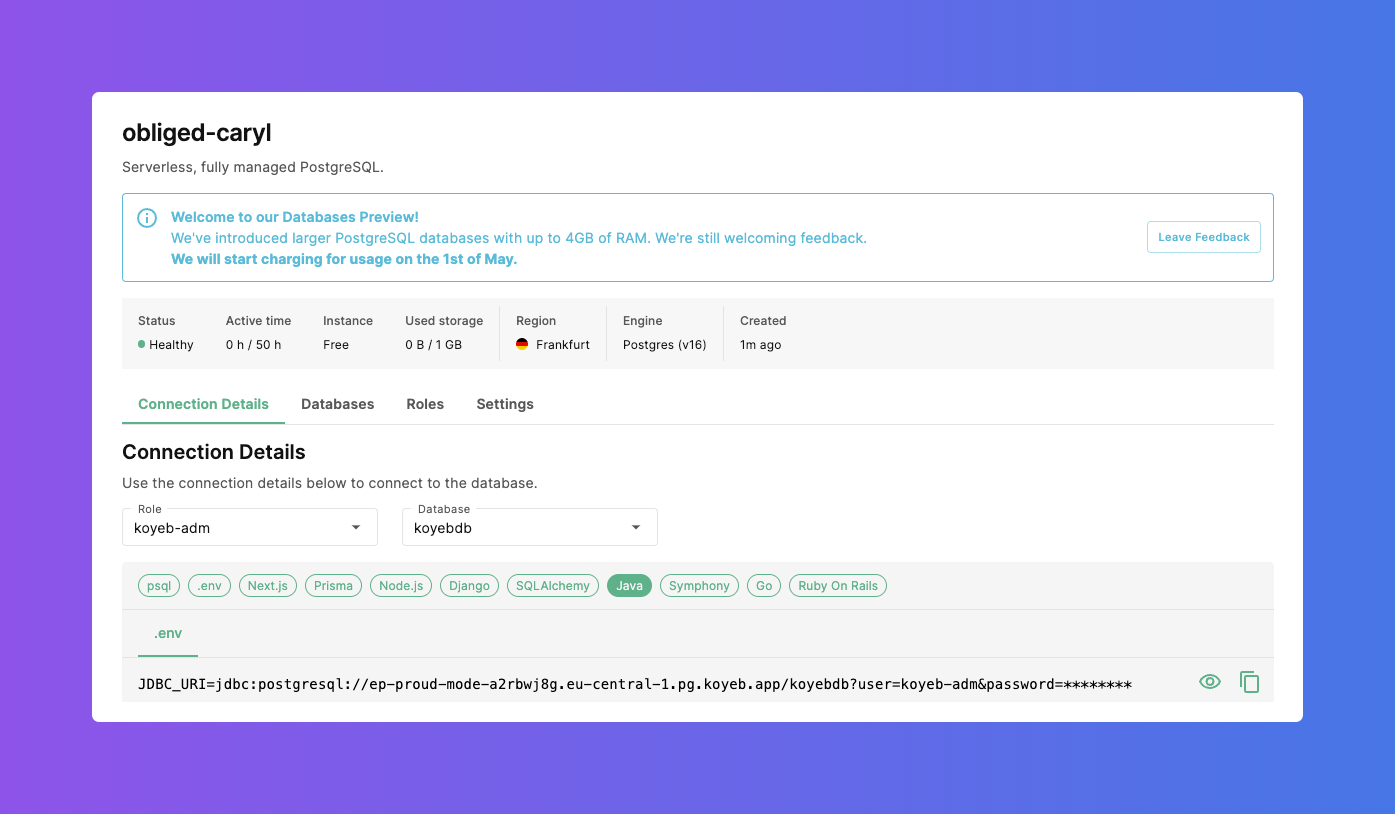 obliged-caryl
Serverless, fully managed PostgreSQL.
Welcome to our Databases Preview!
We've introduced larger PostgreSQL databases with up to 4GB of RAM. We're still welcoming feedback.
We will start charging for usage on the 1st of May.
Leave Feedback
Status Active time Instance Used storage Region Engine Created
Healthy 0 h / 50 h Free 0 B / 1 GB Frankfurt Postgres (v16) 1m ago
Connection Details Databases Roles Settings
Connection Details
Use the connection details below to connect to the database.
Role Database
koyeb-adm koyebdb
psql .env Next.js Prisma Node.js Django SQLAlchemy Java Symphony Go Ruby On Rails
.env
JDBC_URI=jdbc:postgresql://ep-proud-mode-a2rbwj8g.eu-central-1.pg.koyeb.app/koyebdb?user=koyeb-adm&password=********